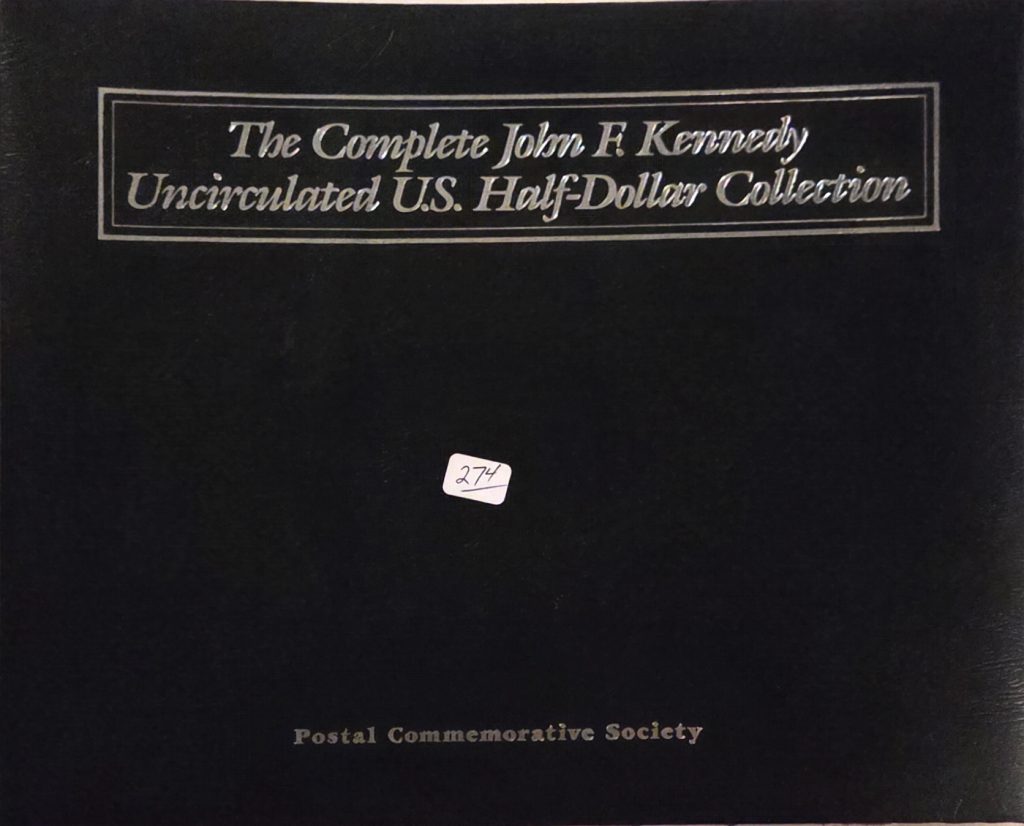 The Complete John F. Kennedy
Uncirculated U.S. Half-Dollar Collection
274
Postal Commemorative Society